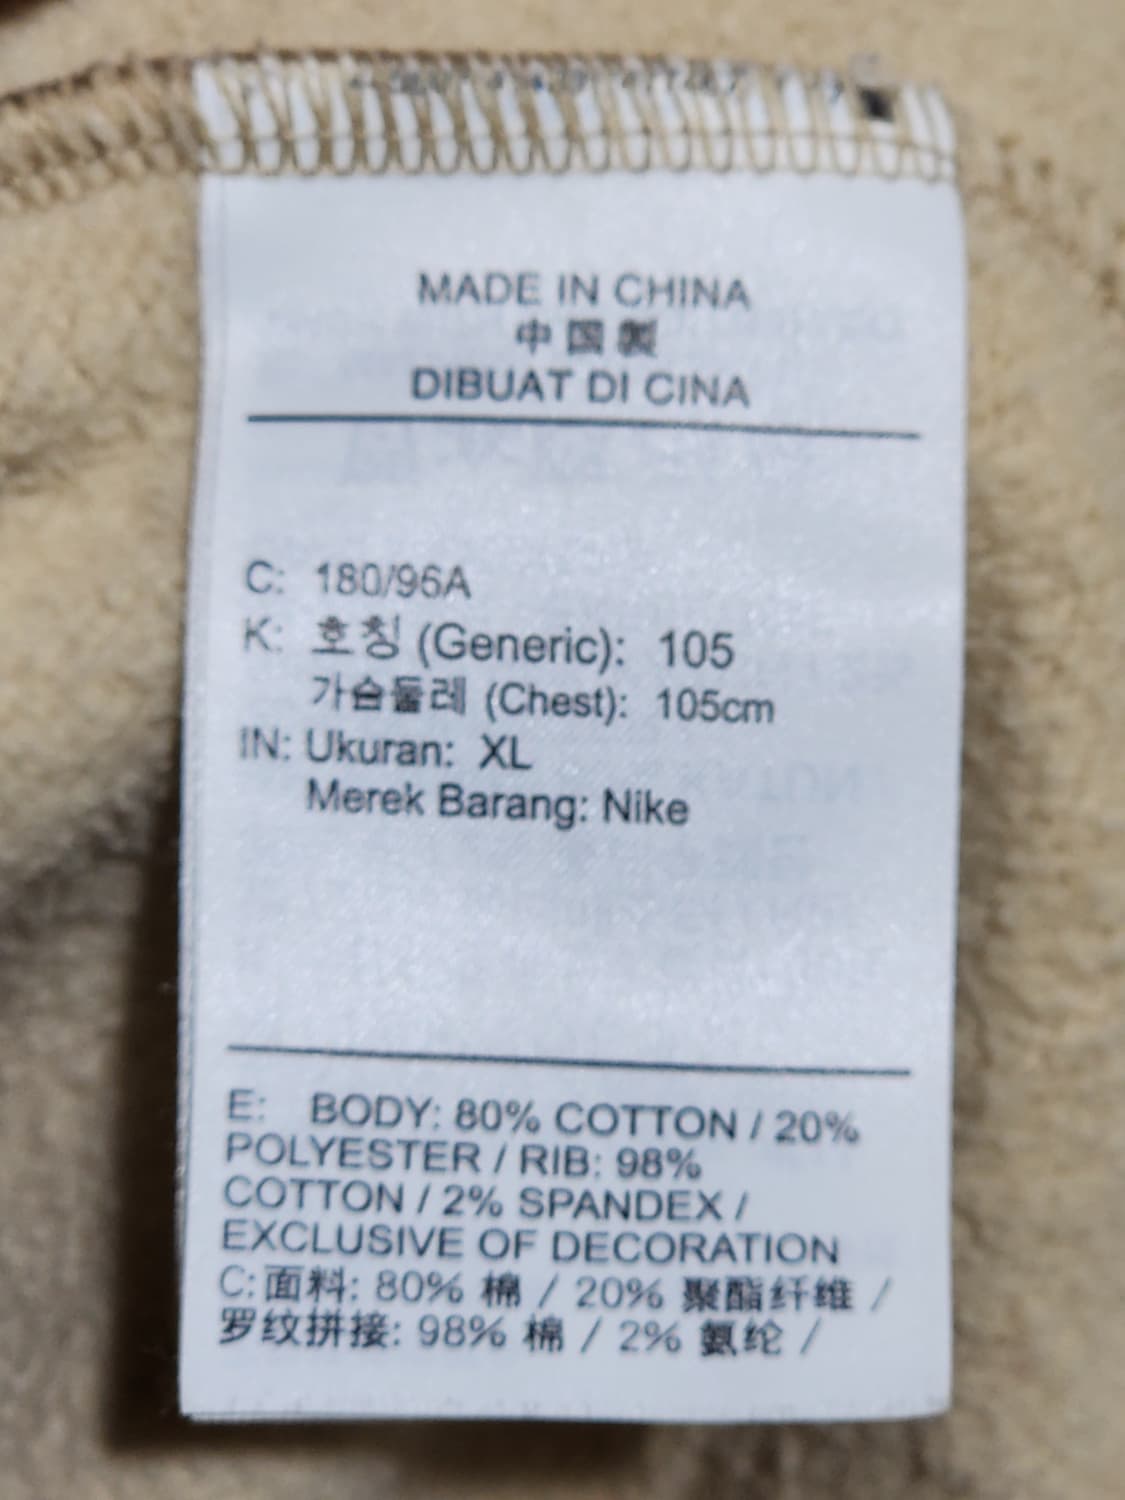 MADE IN CHINA
中国製
DIBUAT DI CINA
C: 180/96A
K: 호칭 (Generic): 105
가슴둘레 (Chest): 105cm
IN: Ukuran: XL
Merek Barang: Nike
E: BODY: 80% COTTON / 20%
POLYESTER / RIB: 98%
COTTON / 2% SPANDEX /
EXCLUSIVE OF DECORATION
C:面料: 80% 棉 / 20% 聚酯纤维 /
罗纹拼接: 98% 棉 / 2% 氨纶 /